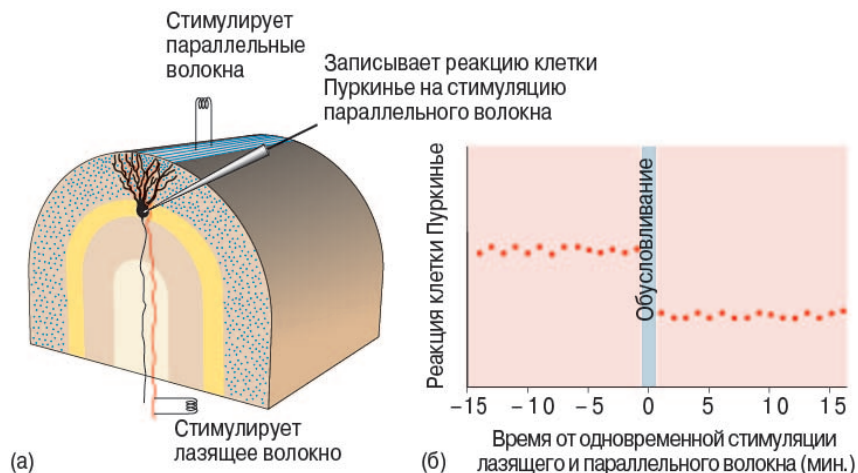 Стимулирует
параллельные
волокна
Записывает реакцию клетки
Пуркинье на стимуляцию
параллельного волокна
Стимулирует
лазящее волокно
(а)
Реакция клетки Пуркинье
Обусловливание
−15
−10
−5
0
5
10
15
Время от одновременной стимуляции
лазящего и параллельного волокна (мин.)
(б)